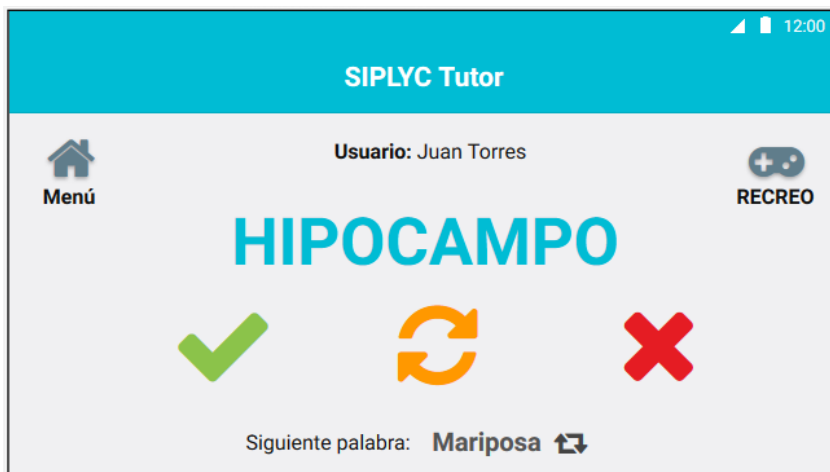 12:00
SIPLYC Tutor
Usuario: Juan Torres
Menú
RECREO
HIPOCAMPO
Siguiente palabra: Mariposa